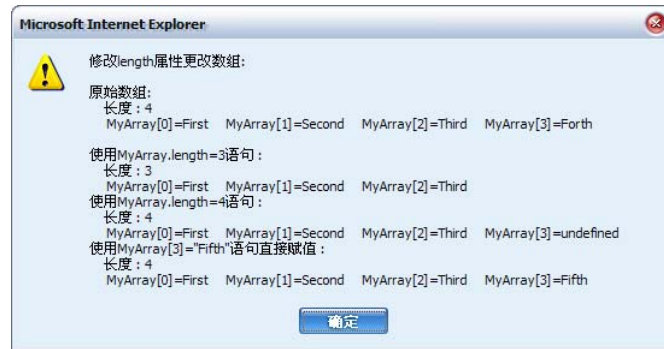 Microsoft Internet Explorer
修改length属性更改数组:
原始数组:
长度：4
MyArray[0]=First MyArray[1]=Second MyArray[2]=Third MyArray[3]=Forth
使用MyArray.length=3语句：
长度：3
MyArray[0]=First MyArray[1]=Second MyArray[2]=Third
使用MyArray.length=4语句：
长度：4
MyArray[0]=First MyArray[1]=Second MyArray[2]=Third MyArray[3]=undefined
使用MyArray[3]="Fifth"语句直接赋值：
长度：4
MyArray[0]=First MyArray[1]=Second MyArray[2]=Third MyArray[3]=Fifth
确定